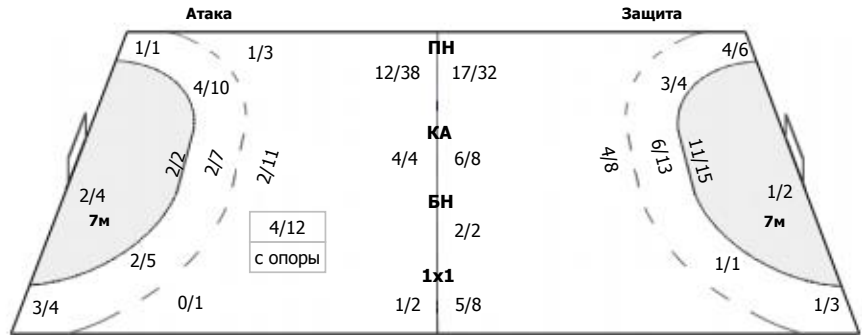 Атака
Защита
1/1
1/3
ПН
4/6
12/38
17/32
4/10
3/4
КА
2/2
2/7
2/11
4/4
6/8
4/8
6/13
11/15
2/4
7м
БН
1/2
7м
4/12
2/2
с опоры
2/5
1/1
1x1
3/4
0/1
1/2
5/8
1/3